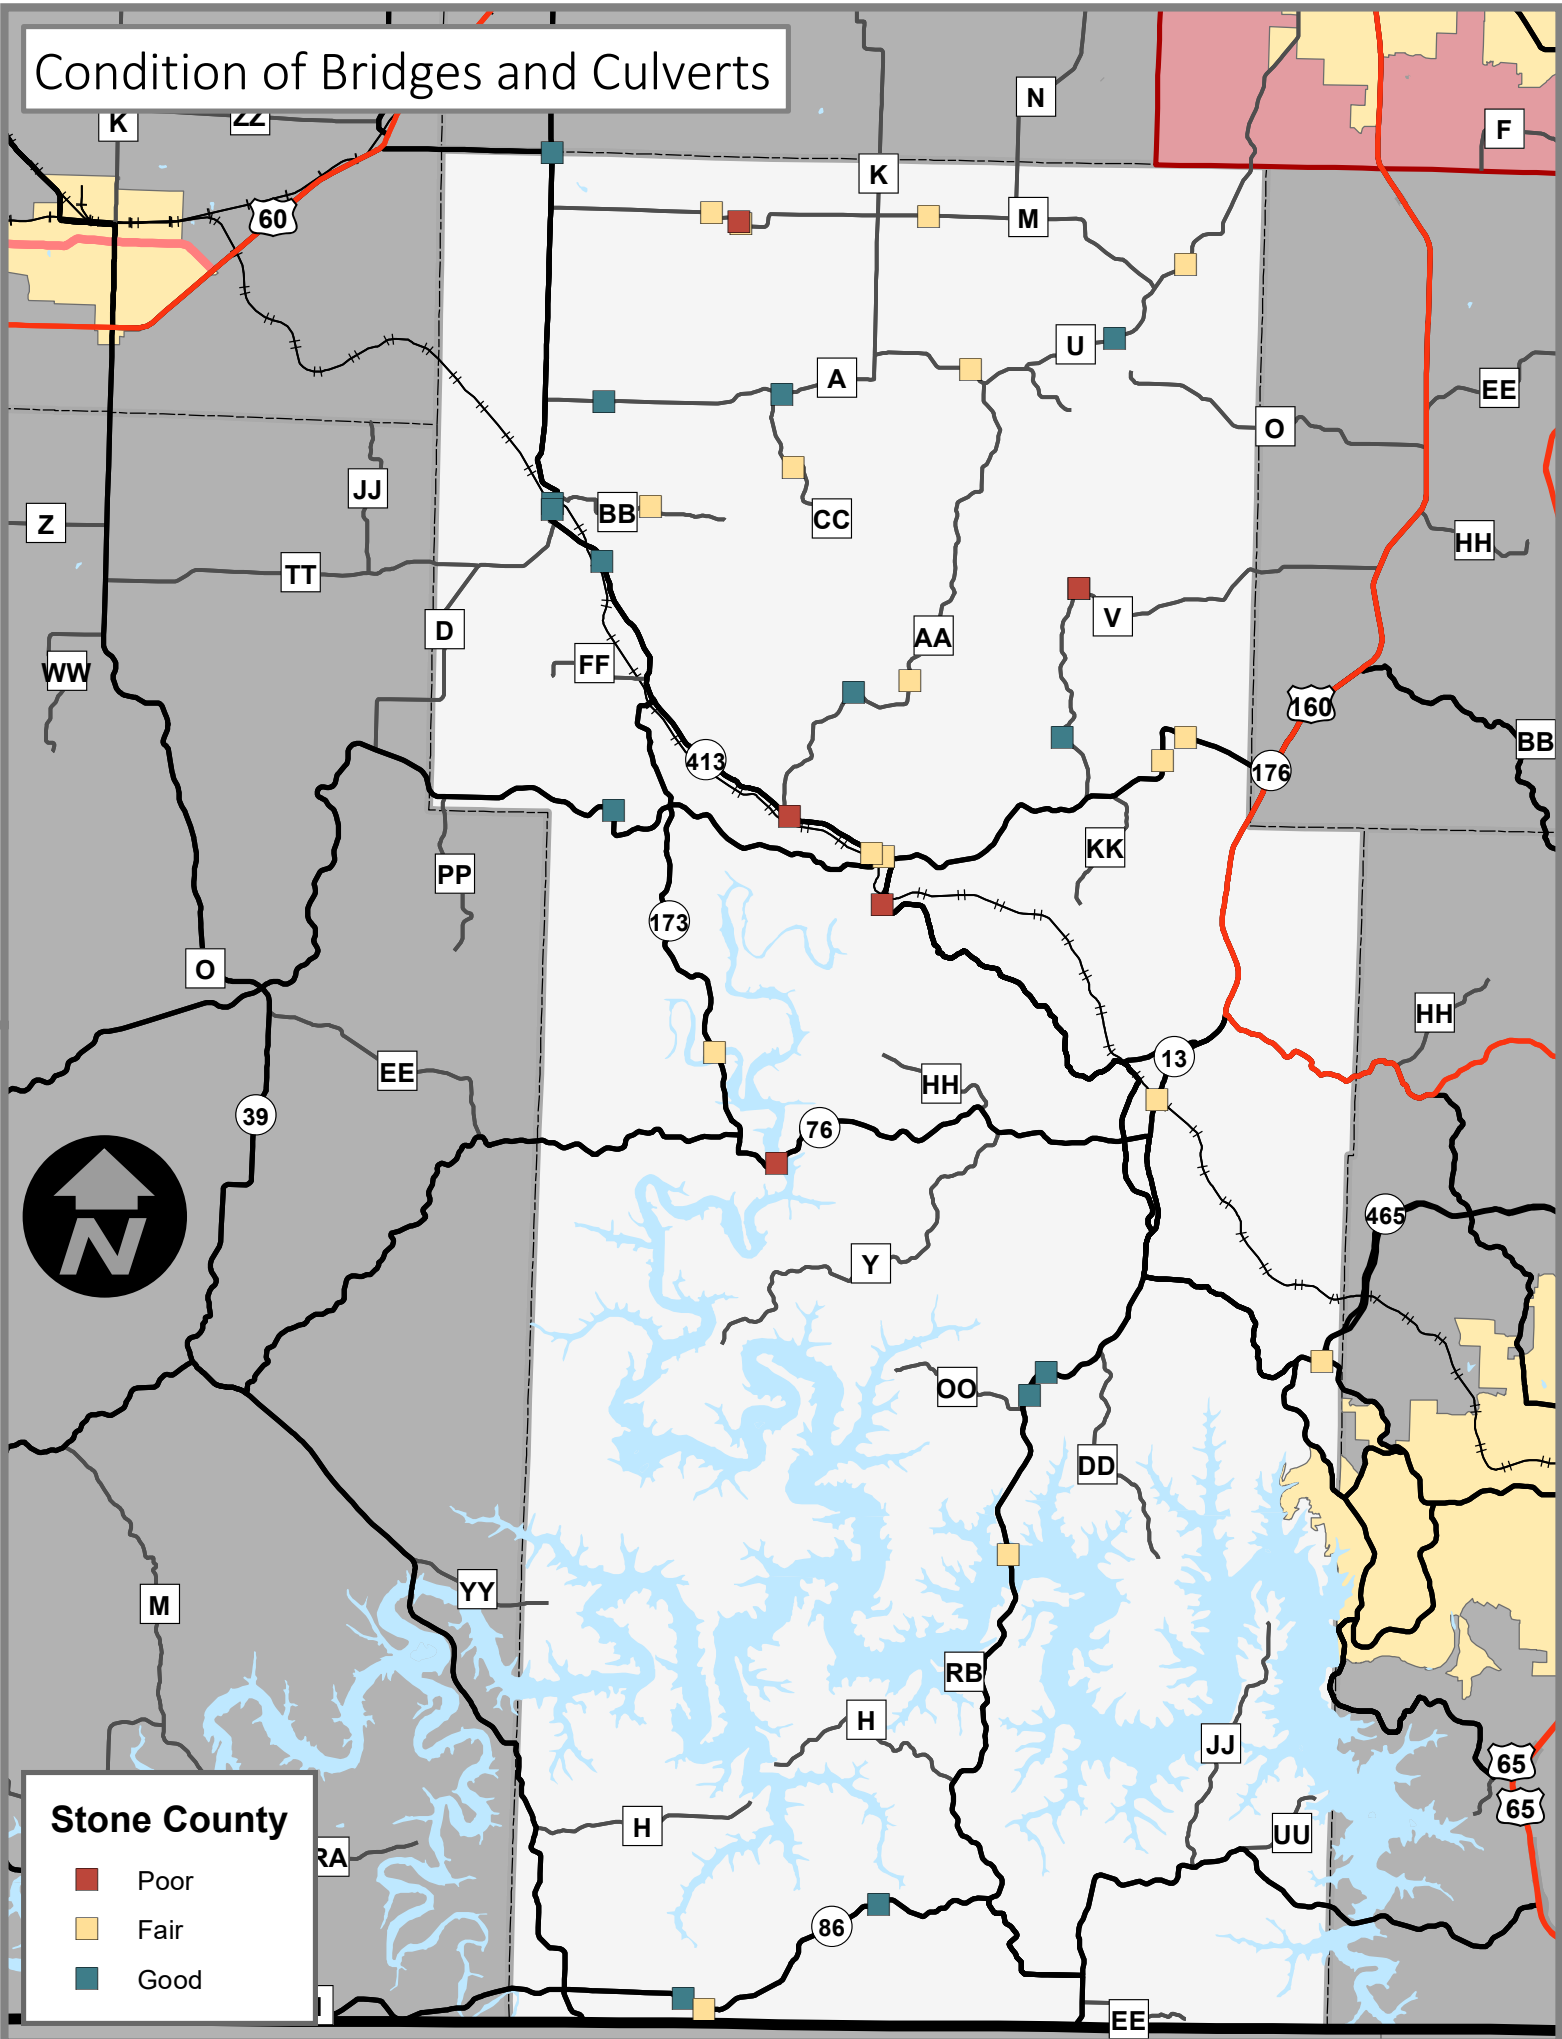 Condition of Bridges and Culverts
N
K
ZZ
F
K
60
M
U
A
EE
O
JJ
BB
CC
Z
HH
TT
V
D
AA
FF
WW
160
BB
413
176
KK
PP
173
O
HH
13
EE
HH
39
76
465
Y
OO
DD
YY
M
RB
H
JJ
65
65
H
UU
RA
86
EE
N
Stone County
Poor
Fair
Good